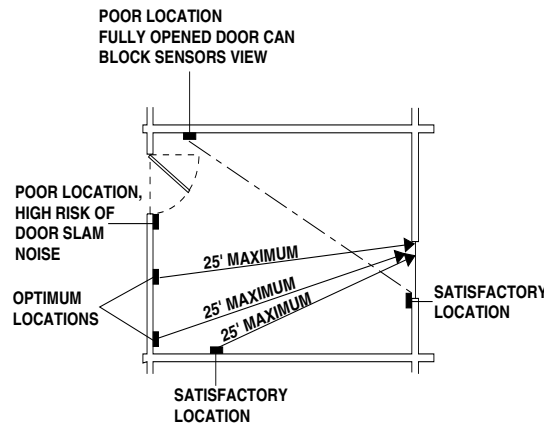 POOR LOCATION
FULLY OPENED DOOR CAN
BLOCK SENSORS VIEW
POOR LOCATION,
HIGH RISK OF
DOOR SLAM
NOISE
25' MAXIMUM
OPTIMUM
LOCATIONS
25' MAXIMUM
25' MAXIMUM
SATISFACTORY
LOCATION
SATISFACTORY
LOCATION